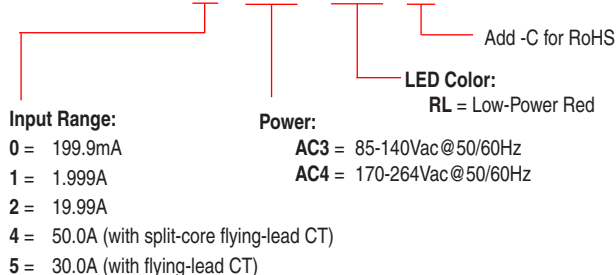 Add -C for RoHS
LED Color:
RL = Low-Power Red
Input Range:
0 = 199.9mA
1 = 1.999A
2 = 19.99A
4 = 50.0A (with split-core flying-lead CT)
5 = 30.0A (with flying-lead CT)
Power:
AC3 = 85-140Vac@50/60Hz
AC4 = 170-264Vac@50/60Hz